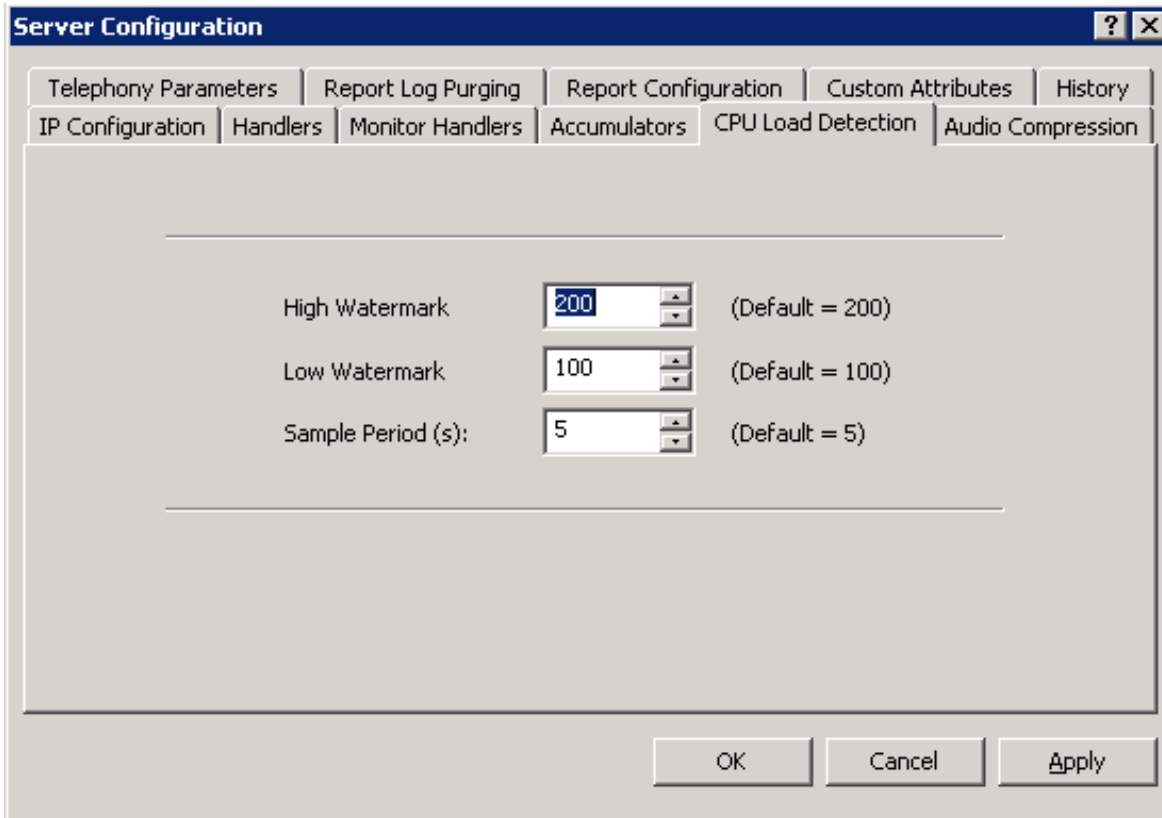 Server Configuration
Telephony Parameters Report Log Purging Report Configuration Custom Attributes History
IP Configuration Handlers Monitor Handlers Accumulators CPU Load Detection Audio Compression
High Watermark 200 (Default = 200)
Low Watermark 100 (Default = 100)
Sample Period (s): 5 (Default = 5)
OK Cancel Apply